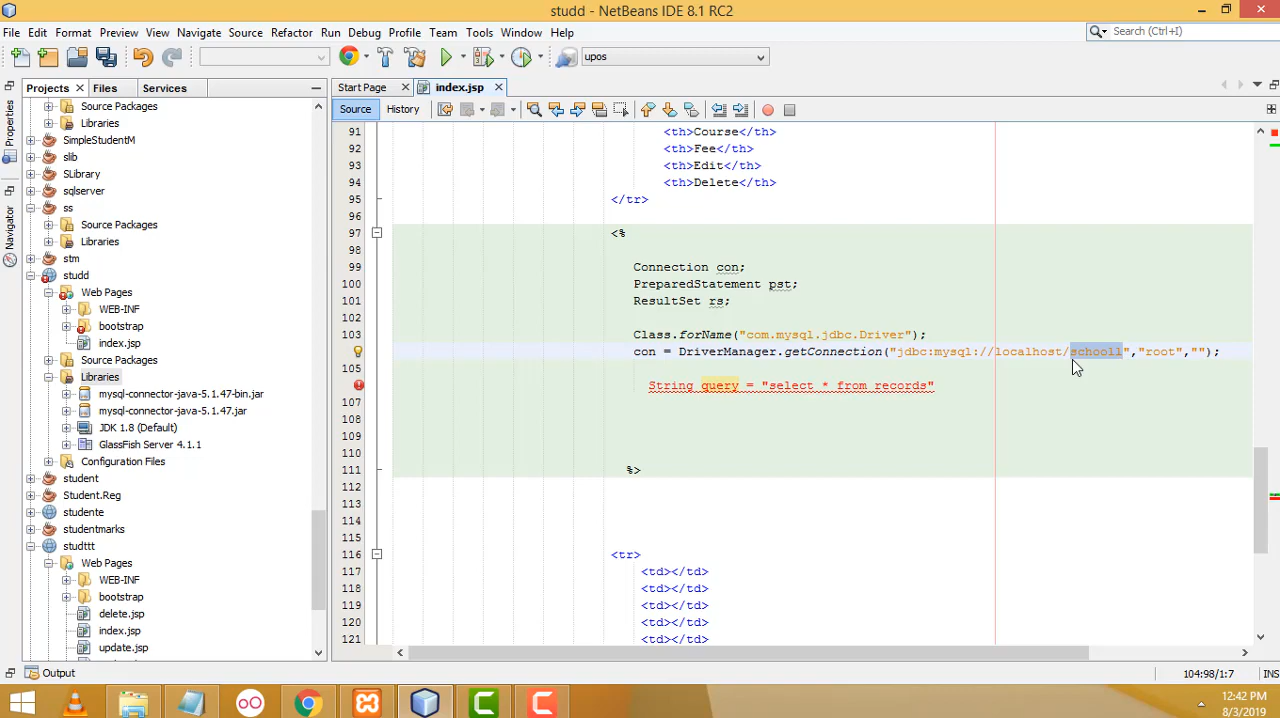 studd - NetBeans IDE 8.1 RC2
File Edit Format Preview View Navigate Source Refactor Run Debug Profile Team Tools Window Help
Search (Ctrl+I)
upos
Projects Files Services
Start Page index.jsp
Source History
Properties
Navigator
Source Packages
Libraries
SimpleStudentM
slib
SLibrary
sqlserver
ss
Source Packages
Libraries
stm
studd
Web Pages
WEB-INF
bootstrap
index.jsp
Source Packages
Libraries
mysql-connector-java-5.1.47-bin.jar
mysql-connector-java-5.1.47.jar
JDK 1.8 (Default)
GlassFish Server 4.1.1
Configuration Files
student
Student.Reg
studente
studentmarks
studttt
Web Pages
WEB-INF
bootstrap
delete.jsp
index.jsp
update.jsp
91 <th>Course</th>
92 <th>Fee</th>
93 <th>Edit</th>
94 <th>Delete</th>
95 </tr>
96
97 <%
98
99 Connection con;
100 PreparedStatement pst;
101 ResultSet rs;
102
103 Class.forName("com.mysql.jdbc.Driver");
con = DriverManager.getConnection("jdbc:mysql://localhost/schooll","root","");
105
String query = "select * from records"
107
108
109
110
111 %>
112
113
114
115
116 <tr>
117 <td></td>
118 <td></td>
119 <td></td>
120 <td></td>
121 <td></td>
Output
104:98/1:7 INS
12:42 PM
8/3/2019